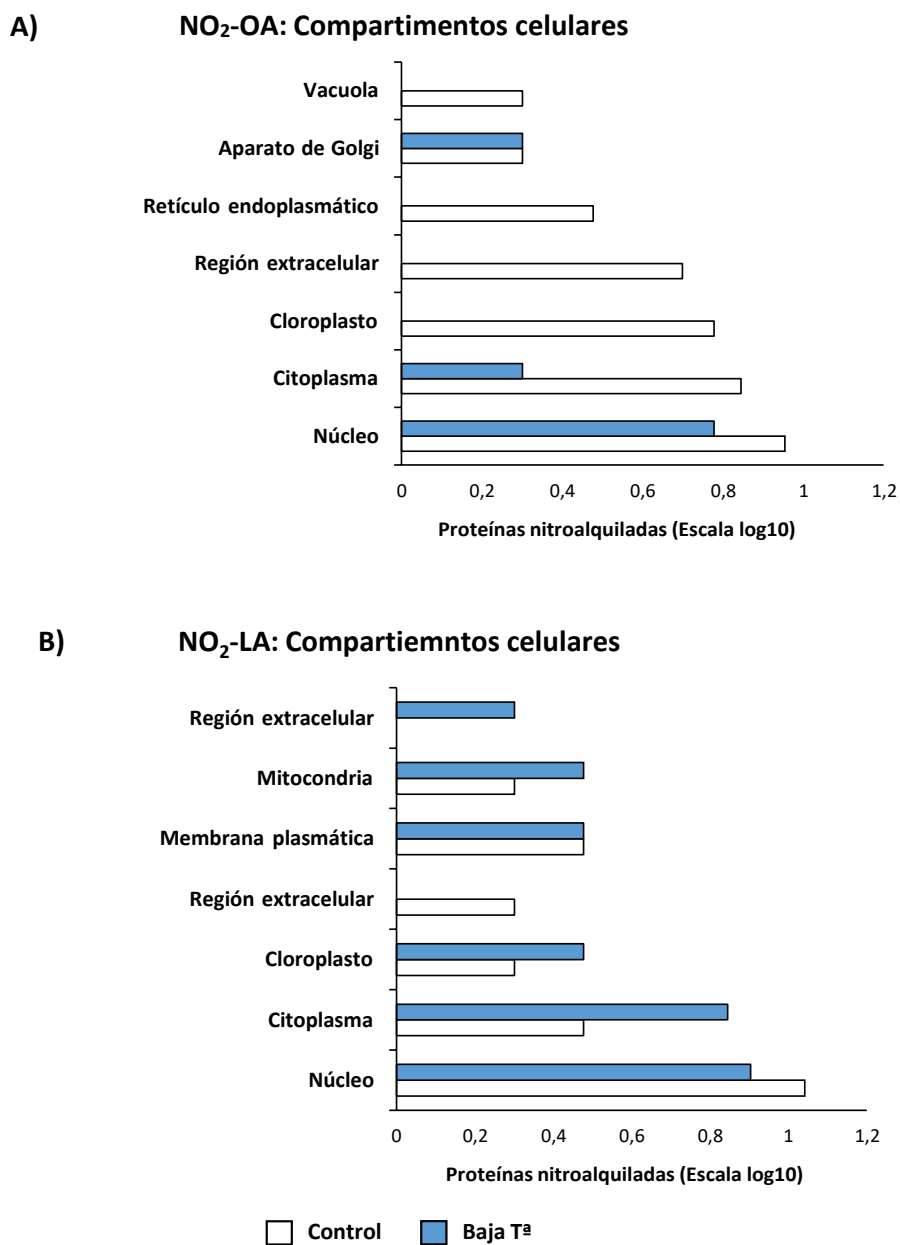 A) NO₂-OA: Compartimentos celulares
Vacuola
Aparato de Golgi
Retículo endoplasmático
Región extracelular
Cloroplasto
Citoplasma
Núcleo
0 0,2 0,4 0,6 0,8 1 1,2
Proteínas nitroalquiladas (Escala log10)
B) NO₂-LA: Compartiemntos celulares
Región extracelular
Mitocondria
Membrana plasmática
Región extracelular
Cloroplasto
Citoplasma
Núcleo
0 0,2 0,4 0,6 0,8 1 1,2
Proteínas nitroalquiladas (Escala log10)
Control Baja Tª